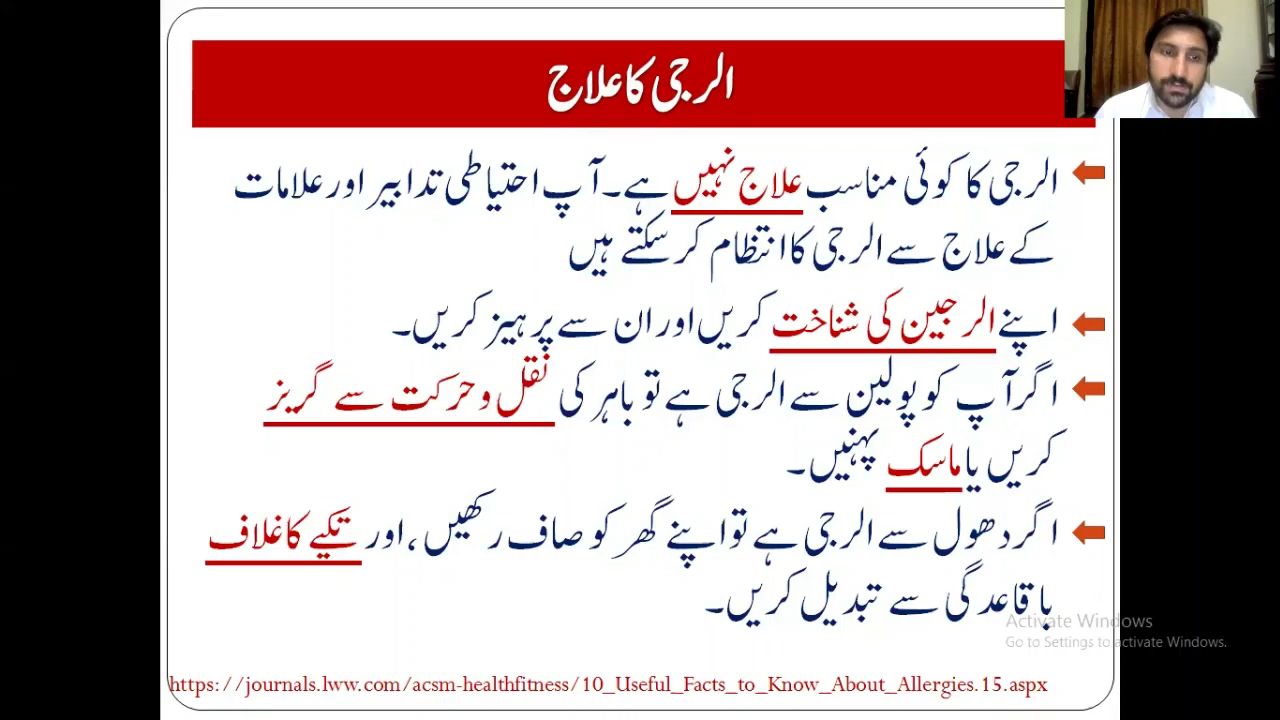 الرجی کا علاج
الرجی کا کوئی مناسب علاج نہیں ہے۔ آپ احتیاطی تدابیر اور علامات
کے علاج سے الرجی کا انتظام کر سکتے ہیں
اپنے الرجین کی شناخت کریں اور ان سے پرہیز کریں۔
اگر آپ کو پولین سے الرجی ہے تو باہر کی نقل و حرکت سے گریز
کریں یا ماسک پہنیں۔
اگر دھول سے الرجی ہے تو اپنے گھر کو صاف رکھیں، اور تکیے کا غلاف
باقاعدگی سے تبدیل کریں۔
Activate Windows
Go to Settings to activate Windows.
https://journals.lww.com/acsm-healthfitness/10_Useful_Facts_to_Know_About_Allergies.15.aspx